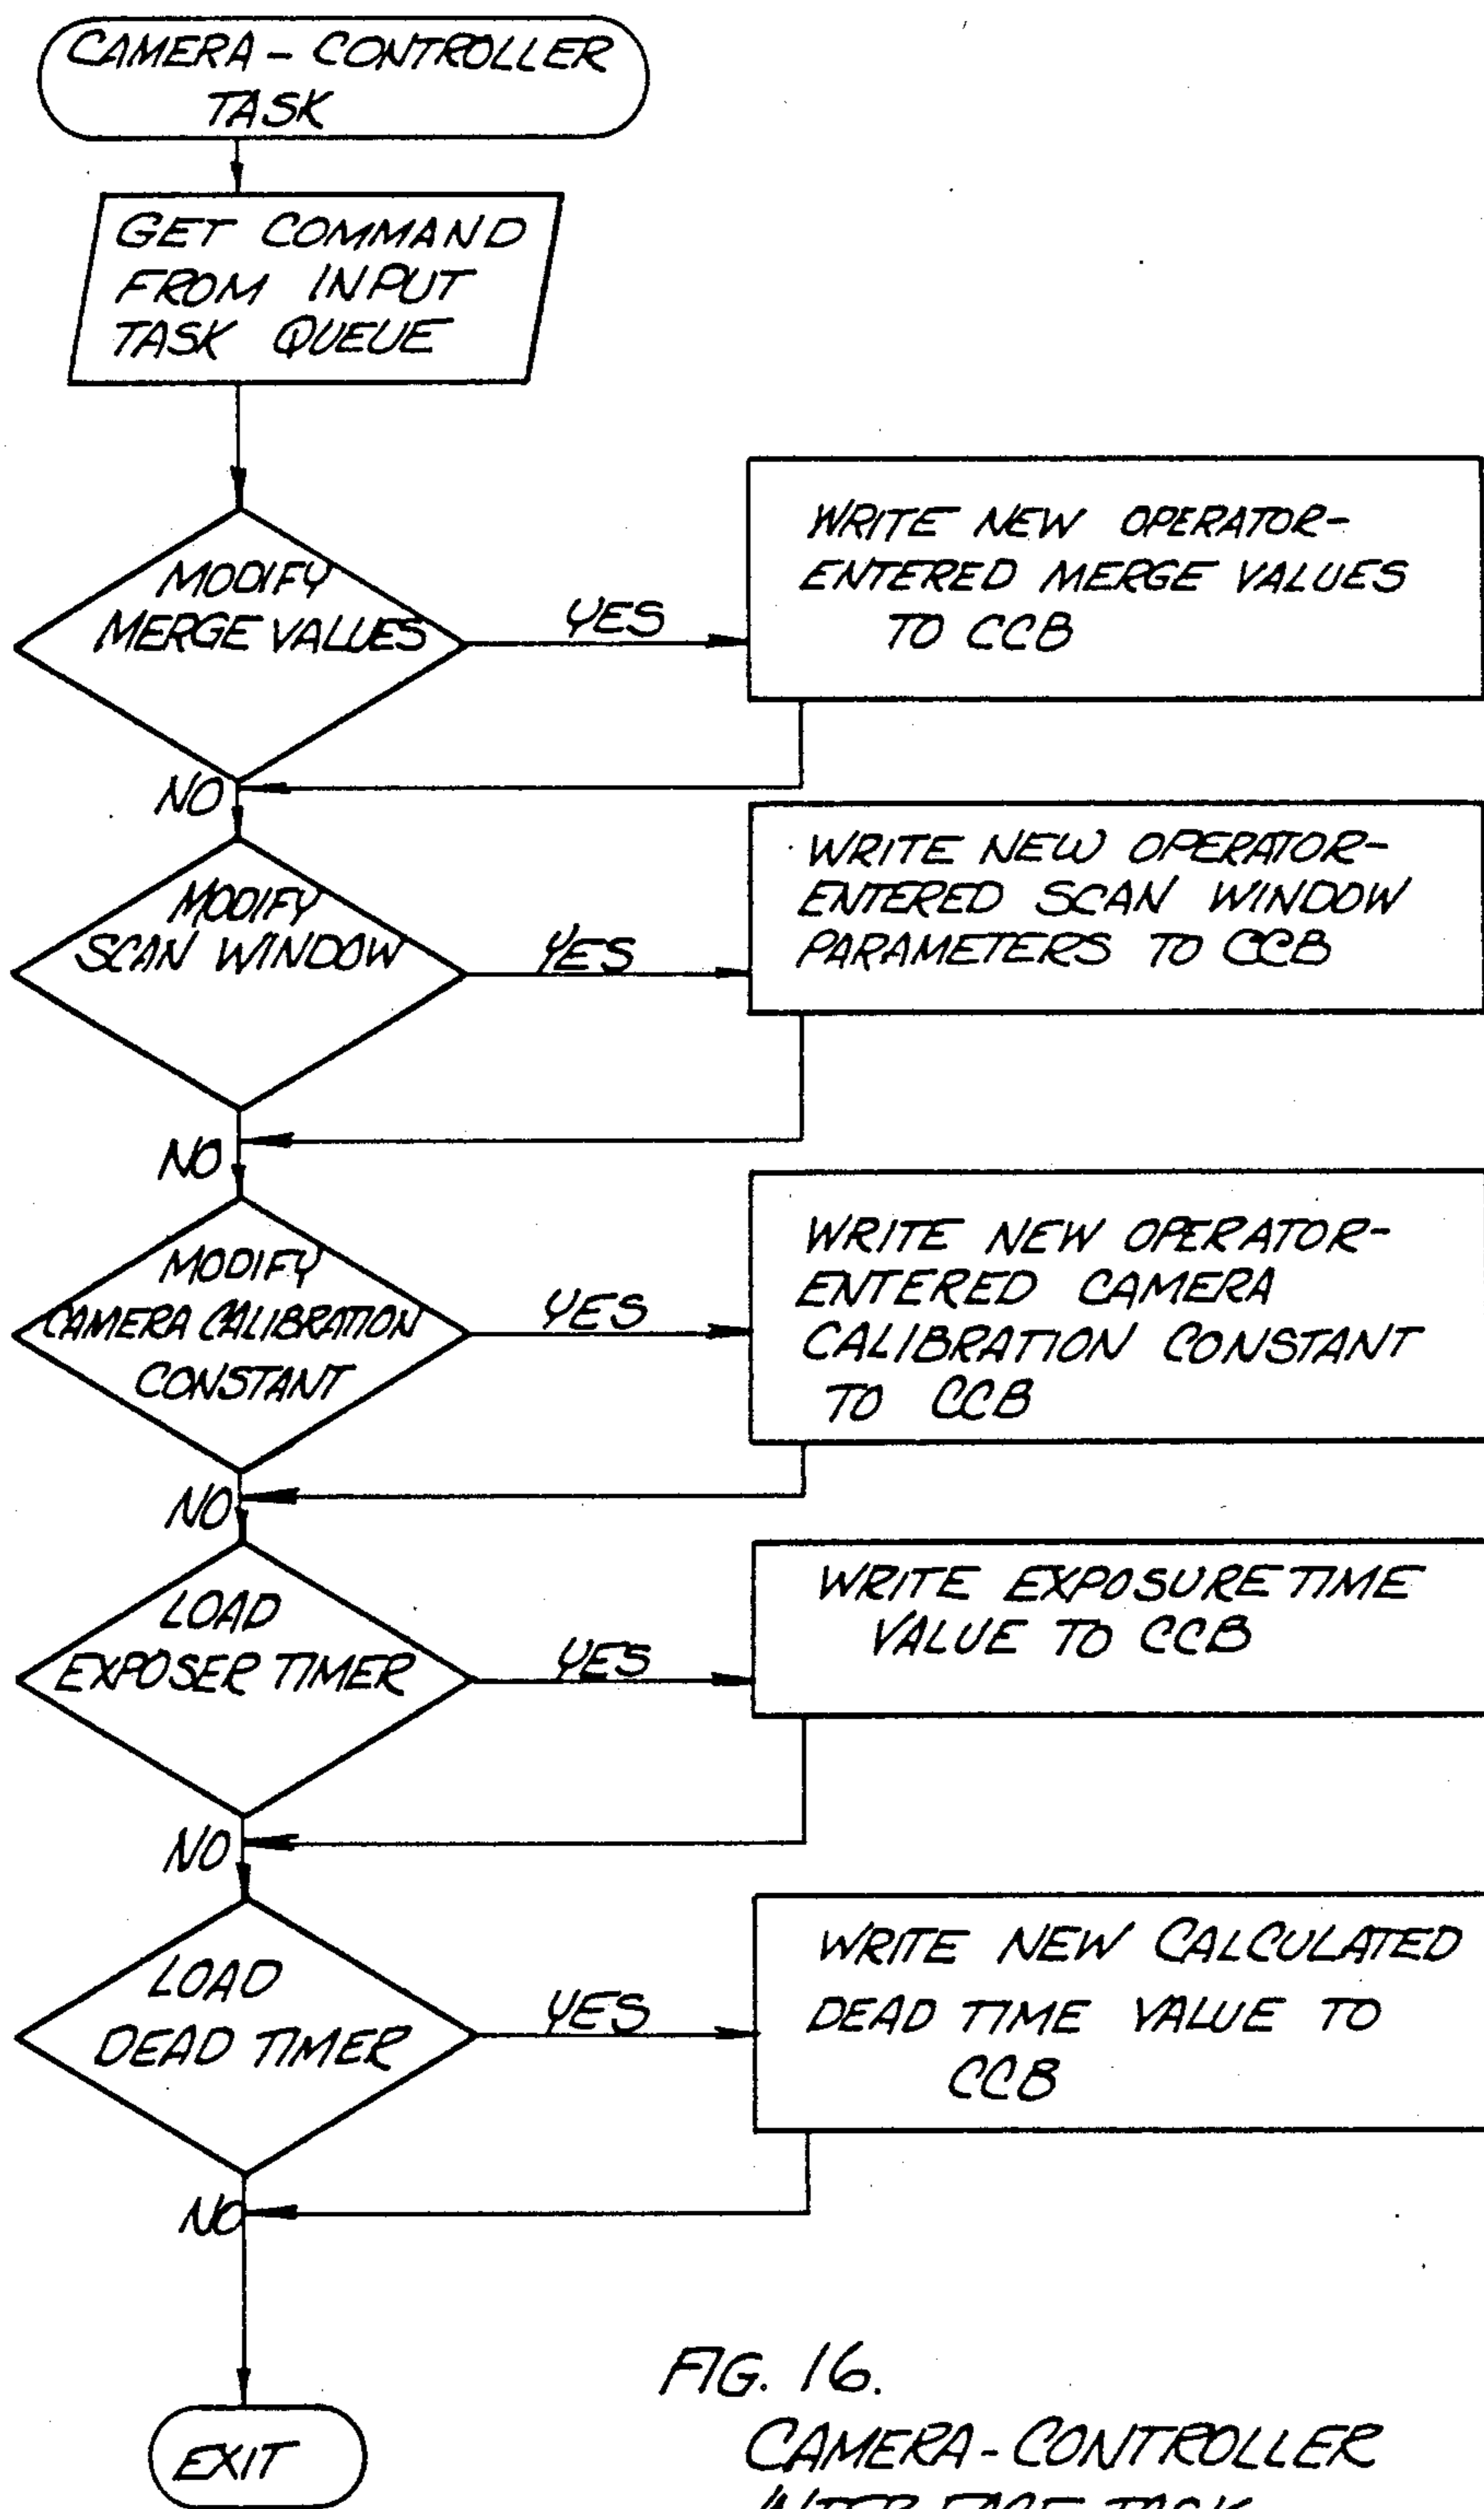 CAMERA - CONTROLLER
TASK
GET COMMAND
FROM INPUT
TASK QUEUE
MODIFY
MERGE VALUES
YES
WRITE NEW OPERATOR-
ENTERED MERGE VALUES
TO CCB
NO
MODIFY
SCAN WINDOW
YES
WRITE NEW OPERATOR-
ENTERED SCAN WINDOW
PARAMETERS TO CCB
NO
MODIFY
CAMERA CALIBRATION
CONSTANT
YES
WRITE NEW OPERATOR-
ENTERED CAMERA
CALIBRATION CONSTANT
TO CCB
NO
LOAD
EXPOSER TIMER
YES
WRITE EXPOSURE TIME
VALUE TO CCB
NO
LOAD
DEAD TIMER
YES
WRITE NEW CALCULATED
DEAD TIME VALUE TO
CCB
NO
EXIT
FIG. 16.
CAMERA - CONTROLLER
INTERFACE TASK